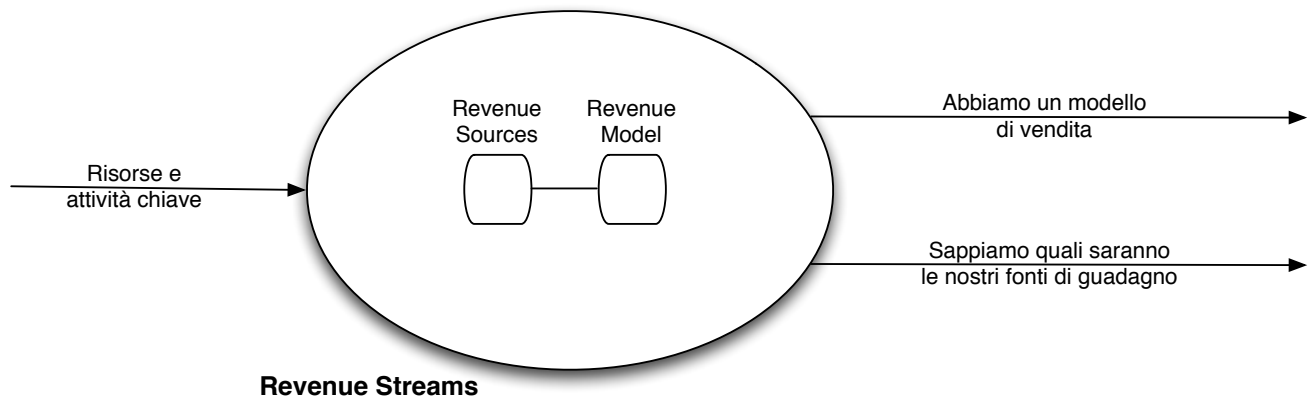 Revenue
Sources
Revenue
Model
Risorse e
attività chiave
Abbiamo un modello
di vendita
Sappiamo quali saranno
le nostri fonti di guadagno
Revenue Streams